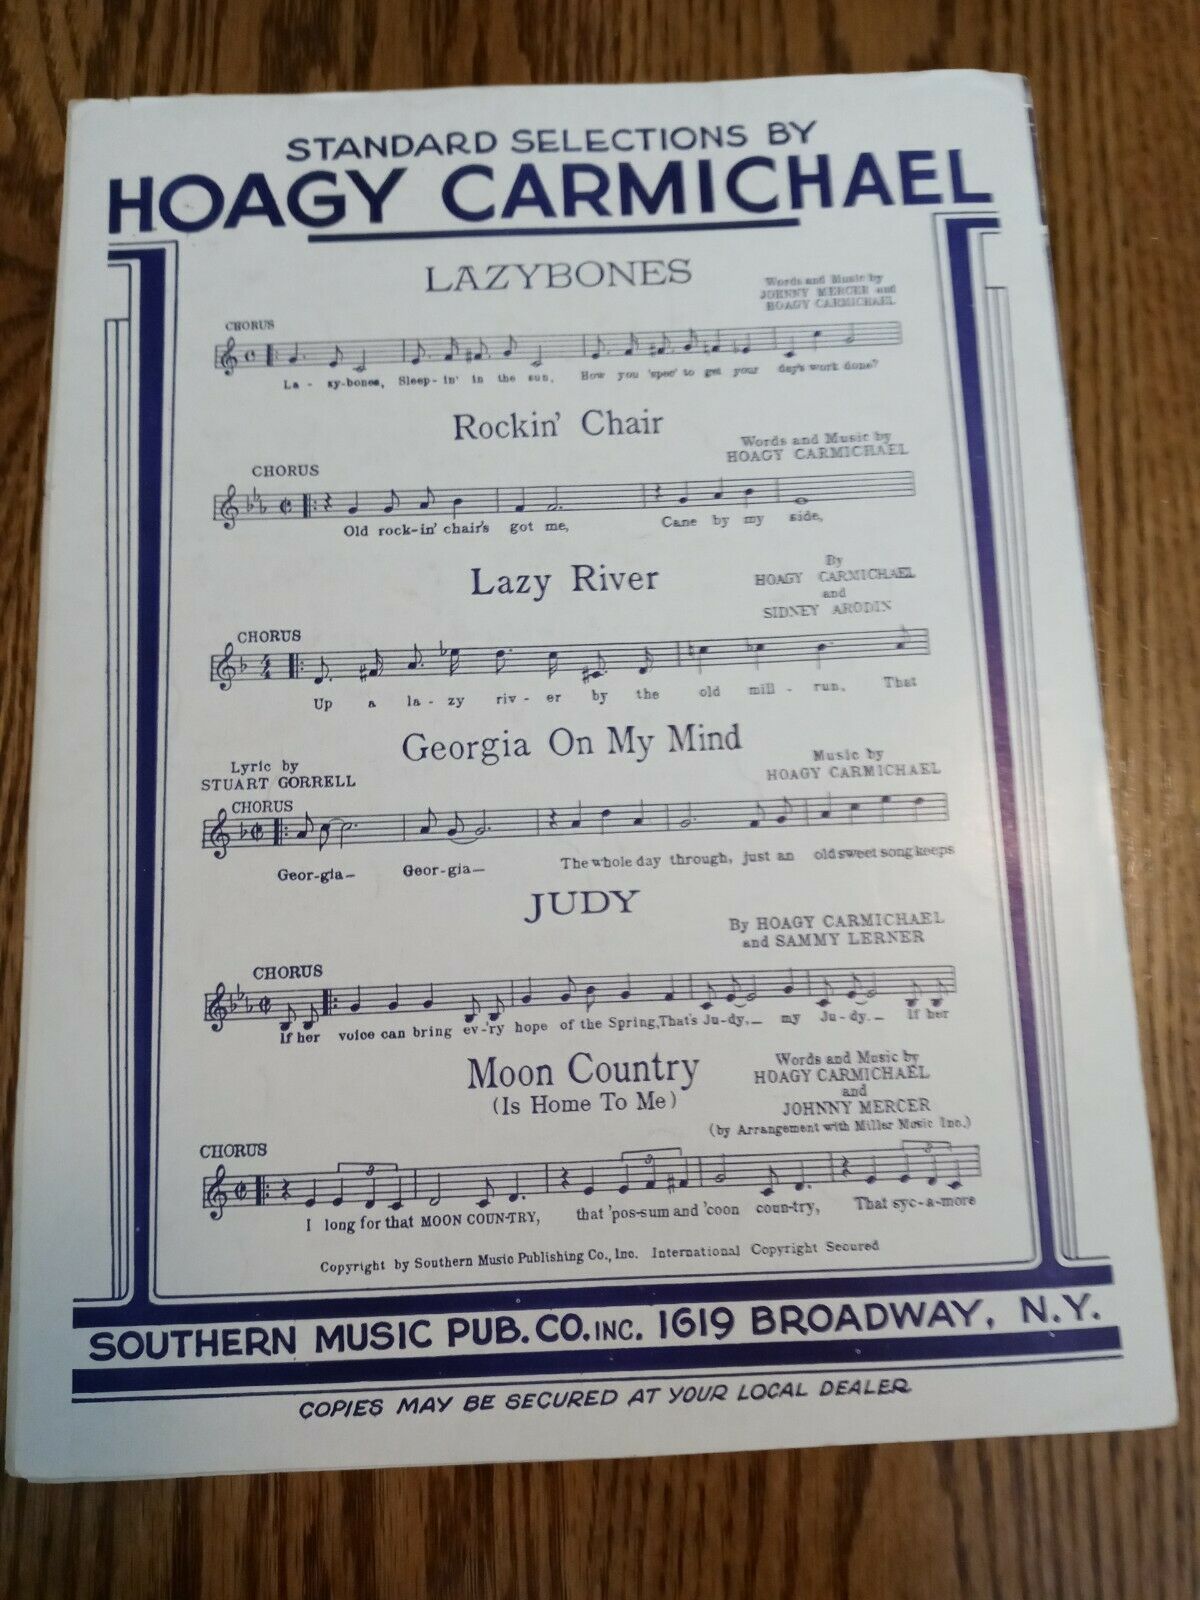 STANDARD SELECTIONS BY
HOAGY CARMICHAEL
LAZYBONES
Words and Music by
JOHNNY MERCER and
HOAGY CARMICHAEL
CHORUS
La - zy-bones, Sleep-in' in the sun, How you 'spec' to get your day's work done?
Rockin' Chair
Words and Music by
HOAGY CARMICHAEL
CHORUS
Old rock-in' chair's got me, Cane by my side,
Lazy River
By
HOAGY CARMICHAEL
and
SIDNEY ARODIN
CHORUS
Up a la - zy riv - er by the old mill - run, That
Georgia On My Mind
Lyric by
STUART GORRELL
Music by
HOAGY CARMICHAEL
CHORUS
Geor-gia— Geor-gia— The whole day through, just an old sweet song keeps
JUDY
By HOAGY CARMICHAEL
and SAMMY LERNER
CHORUS
If her voice can bring ev-'ry hope of the Spring, That's Ju-dy,— my Ju-dy.— If her
Moon Country
(Is Home To Me)
Words and Music by
HOAGY CARMICHAEL
and
JOHNNY MERCER
(by Arrangement with Miller Music Inc.)
CHORUS
3 3 3
I long for that MOON COUN-TRY, that 'pos-sum and 'coon coun-try, That syc-a-more
Copyright by Southern Music Publishing Co., Inc. International Copyright Secured
SOUTHERN MUSIC PUB. CO. INC. 1619 BROADWAY, N.Y.
COPIES MAY BE SECURED AT YOUR LOCAL DEALER